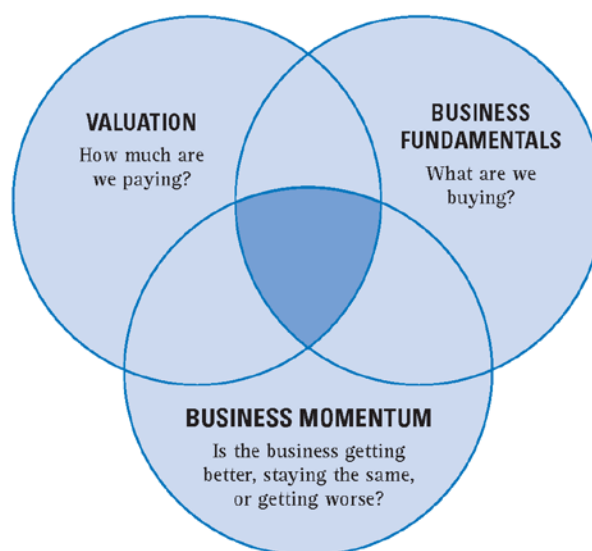 VALUATION
How much are
we paying?
BUSINESS
FUNDAMENTALS
What are we
buying?
BUSINESS MOMENTUM
Is the business getting
better, staying the same,
or getting worse?